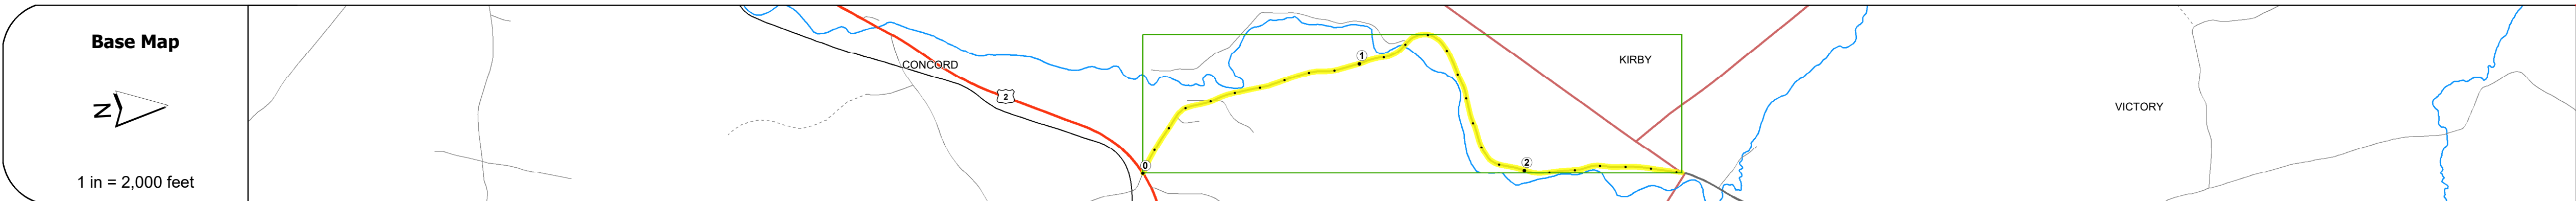 Base Map
N
1 in = 2,000 feet
CONCORD
2
0
1
2
KIRBY
VICTORY